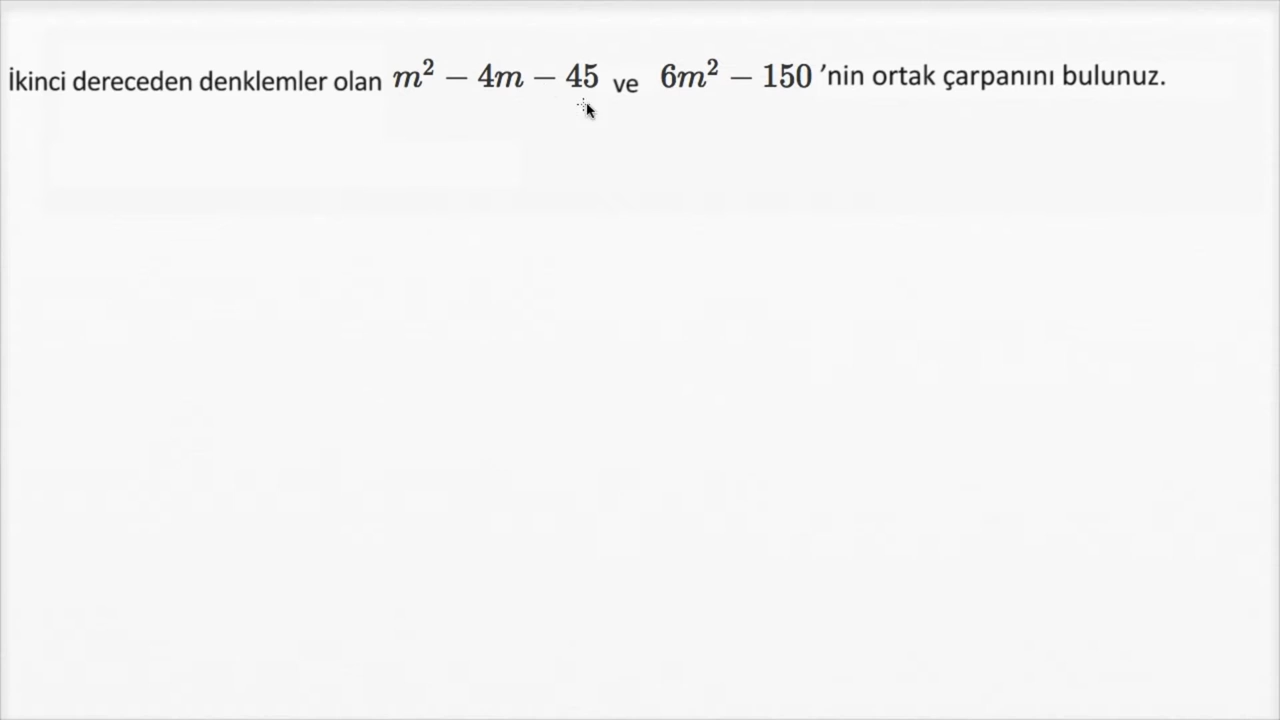 İkinci dereceden denklemler olan m² − 4m − 45 ve 6m² − 150 ’nin ortak çarpanını bulunuz.